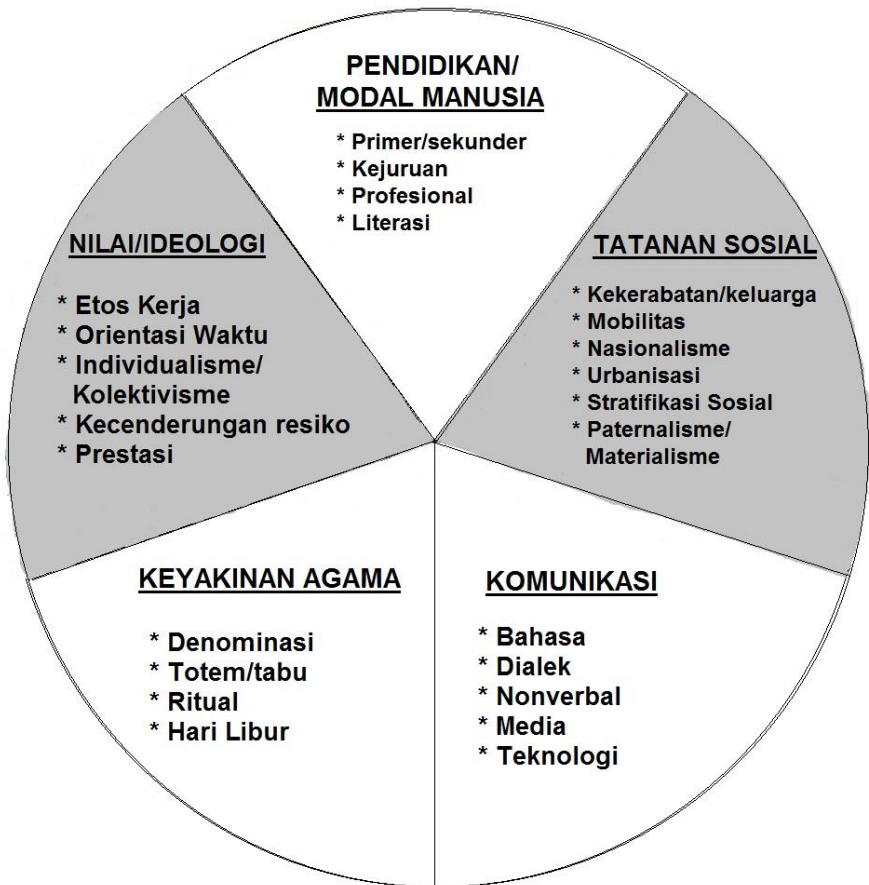 PENDIDIKAN/
MODAL MANUSIA
* Primer/sekunder
* Kejuruan
* Profesional
* Literasi
NILAI/IDEOLOGI
* Etos Kerja
* Orientasi Waktu
* Individualisme/
Kolektivisme
* Kecenderungan resiko
* Prestasi
TATANAN SOSIAL
* Kekerabatan/keluarga
* Mobilitas
* Nasionalisme
* Urbanisasi
* Stratifikasi Sosial
* Paternalisme/
Materialisme
KEYAKINAN AGAMA
* Denominasi
* Totem/tabu
* Ritual
* Hari Libur
KOMUNIKASI
* Bahasa
* Dialek
* Nonverbal
* Media
* Teknologi